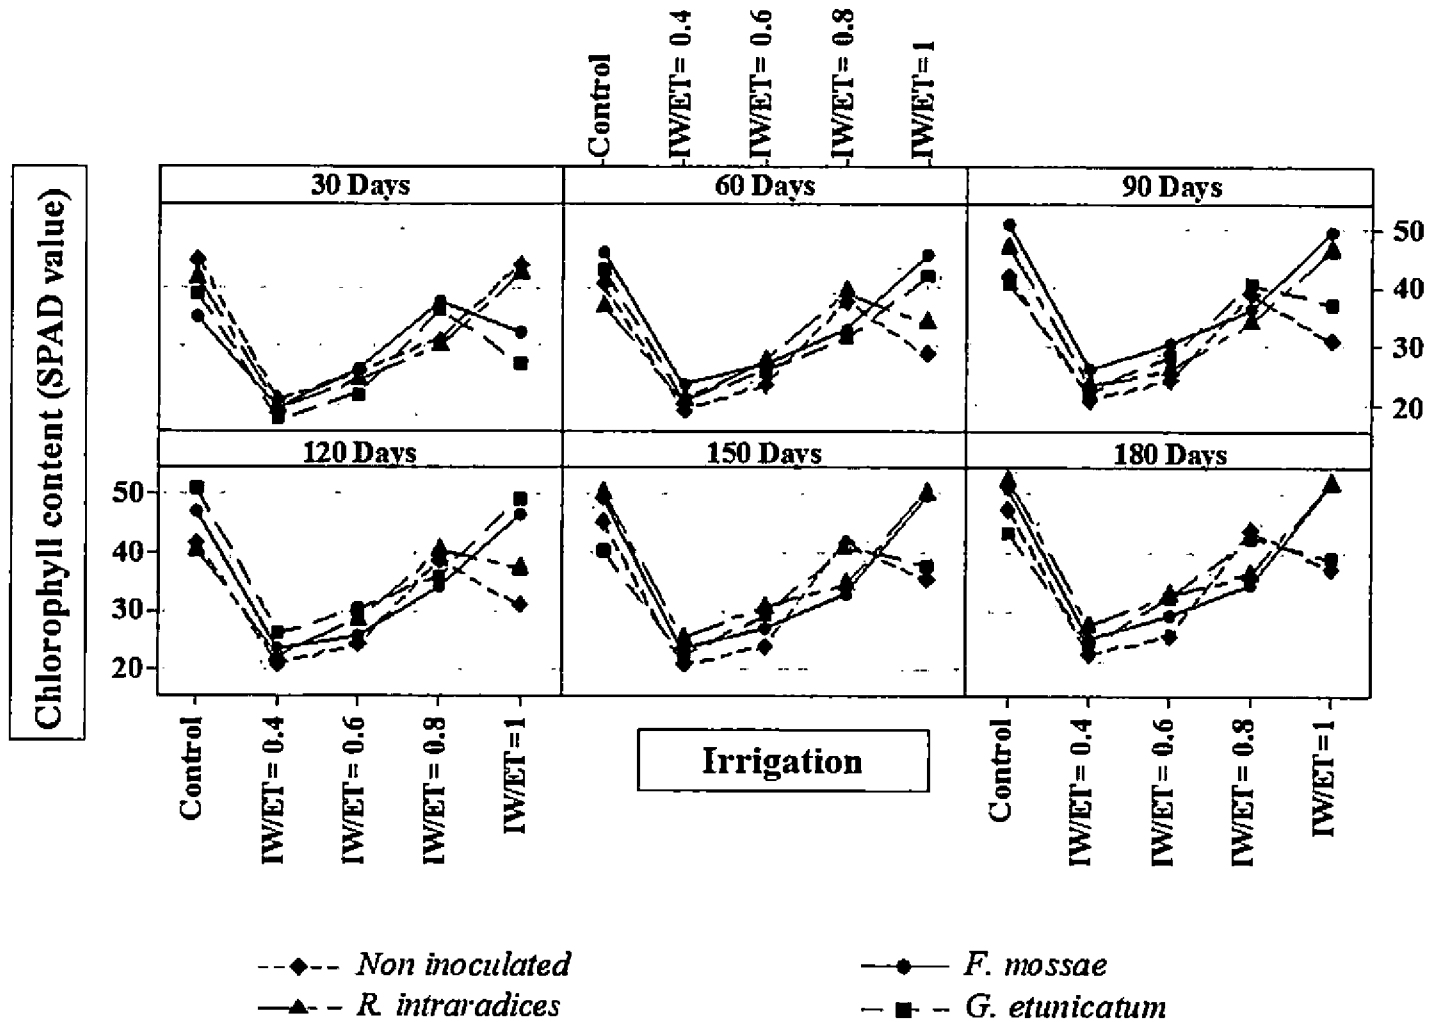 Control
IW/ET= 0.4
IW/ET= 0.6
IW/ET= 0.8
IW/ET= 1
Chlorophyll content (SPAD value)
30 Days
60 Days
90 Days
50
40
30
20
120 Days
150 Days
180 Days
50
40
30
20
Control
IW/ET= 0.4
IW/ET= 0.6
IW/ET= 0.8
IW/ET= 1
Irrigation
Control
IW/ET= 0.4
IW/ET= 0.6
IW/ET= 0.8
IW/ET= 1
Non inoculated
F. mossae
R. intraradices
G. etunicatum